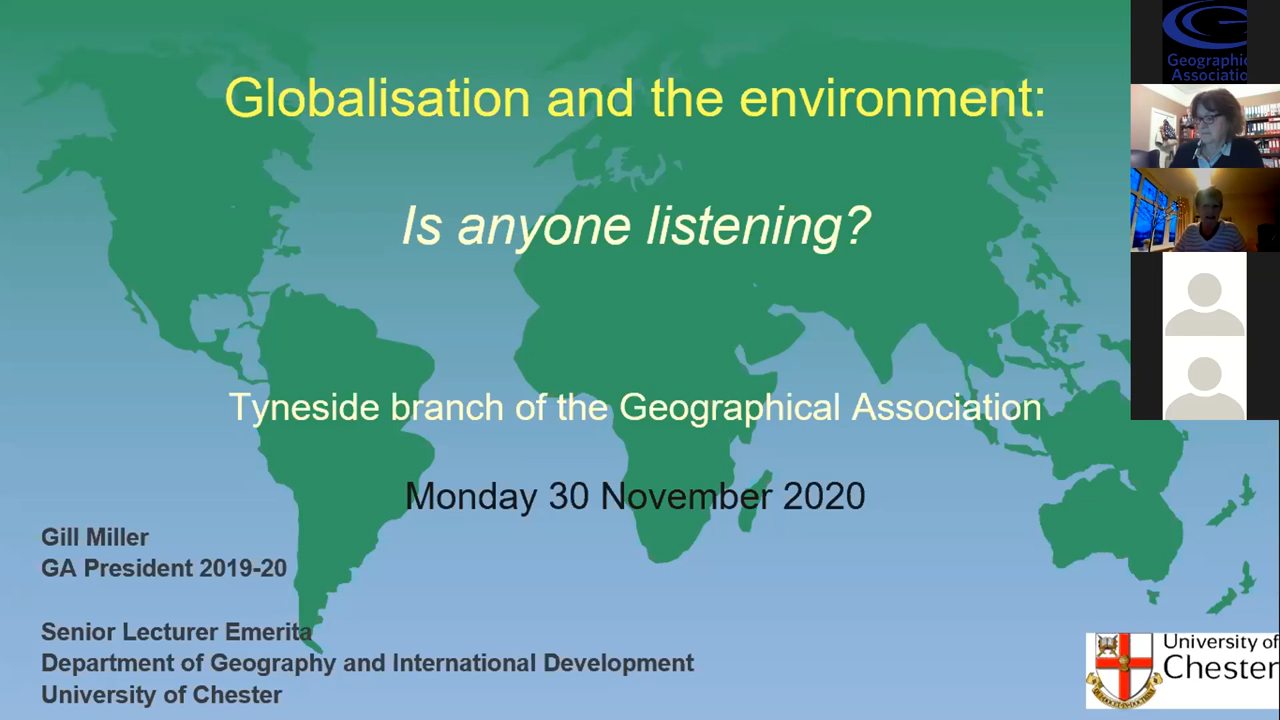 Globalisation and the environment:
Is anyone listening?
Tyneside branch of the Geographical Association
Monday 30 November 2020
Gill Miller
GA President 2019-20
Senior Lecturer Emerita
Department of Geography and International Development
University of Chester
Geographic
Associatio
University of
Chester